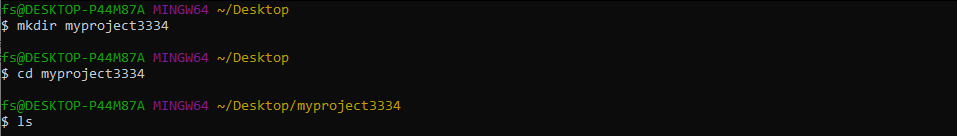 fs@DESKTOP-P44M87A MINGW64 ~/Desktop
$ mkdir myproject3334
fs@DESKTOP-P44M87A MINGW64 ~/Desktop
$ cd myproject3334
fs@DESKTOP-P44M87A MINGW64 ~/Desktop/myproject3334
$ ls